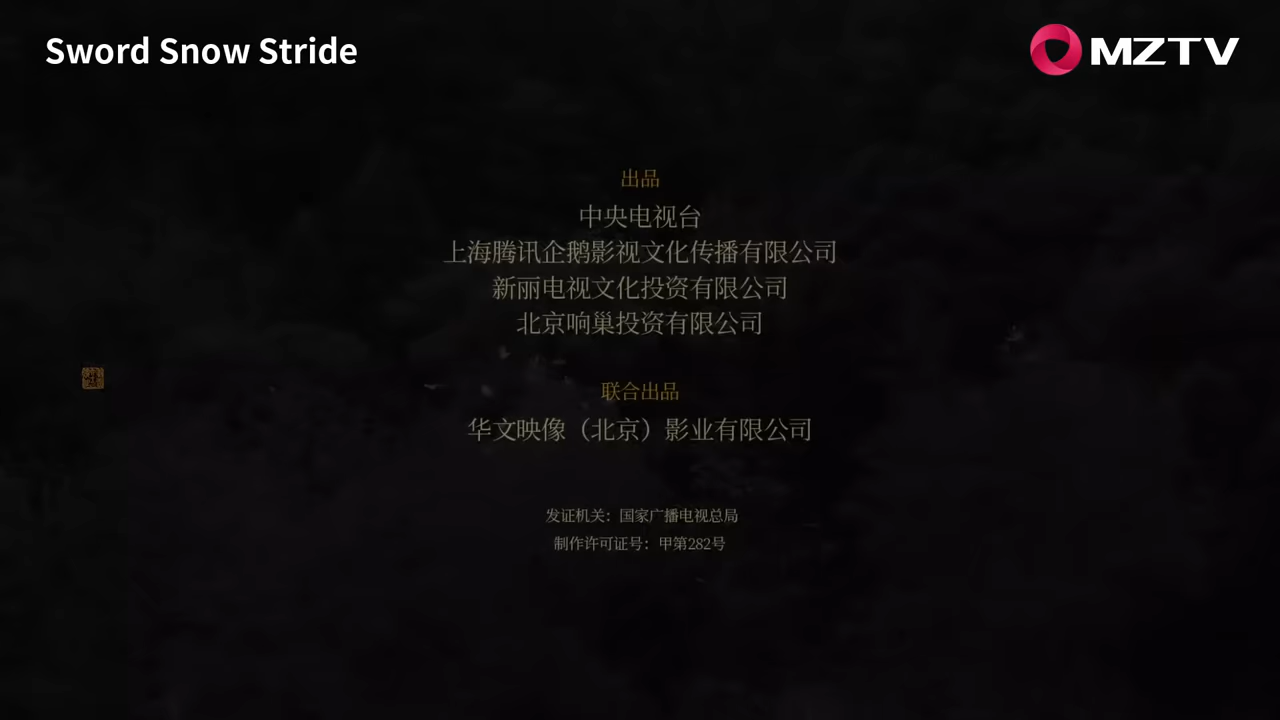 Sword Snow Stride
MZTV
出品
中央电视台
上海腾讯企鹅影视文化传播有限公司
新丽电视文化投资有限公司
北京响巢投资有限公司
联合出品
华文映像（北京）影业有限公司
发证机关：国家广播电视总局
制作许可证号：甲第282号